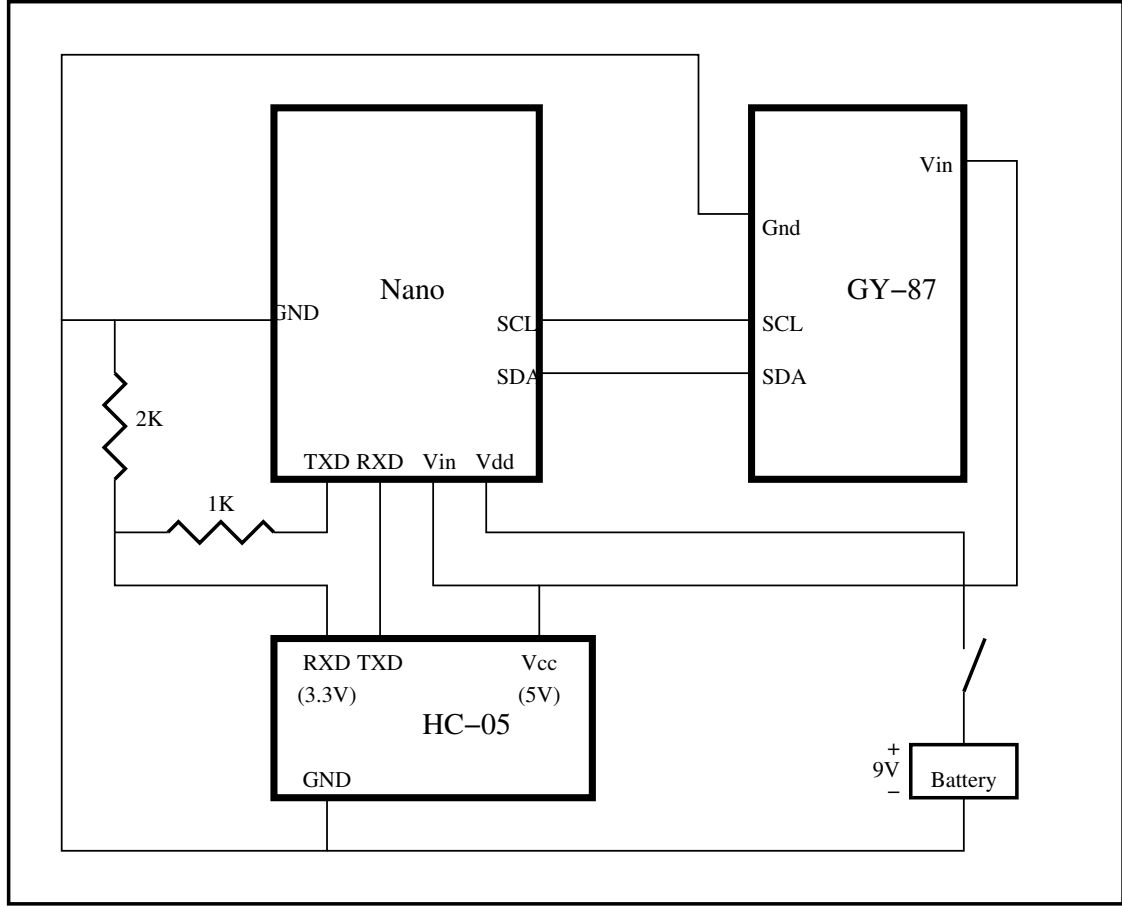 Vin
Gnd
Nano
GY−87
GND
SCL
SCL
SDA
SDA
2K
TXD RXD Vin Vdd
1K
RXD TXD Vcc
(3.3V) (5V)
HC−05
+
9V
−
Battery
GND